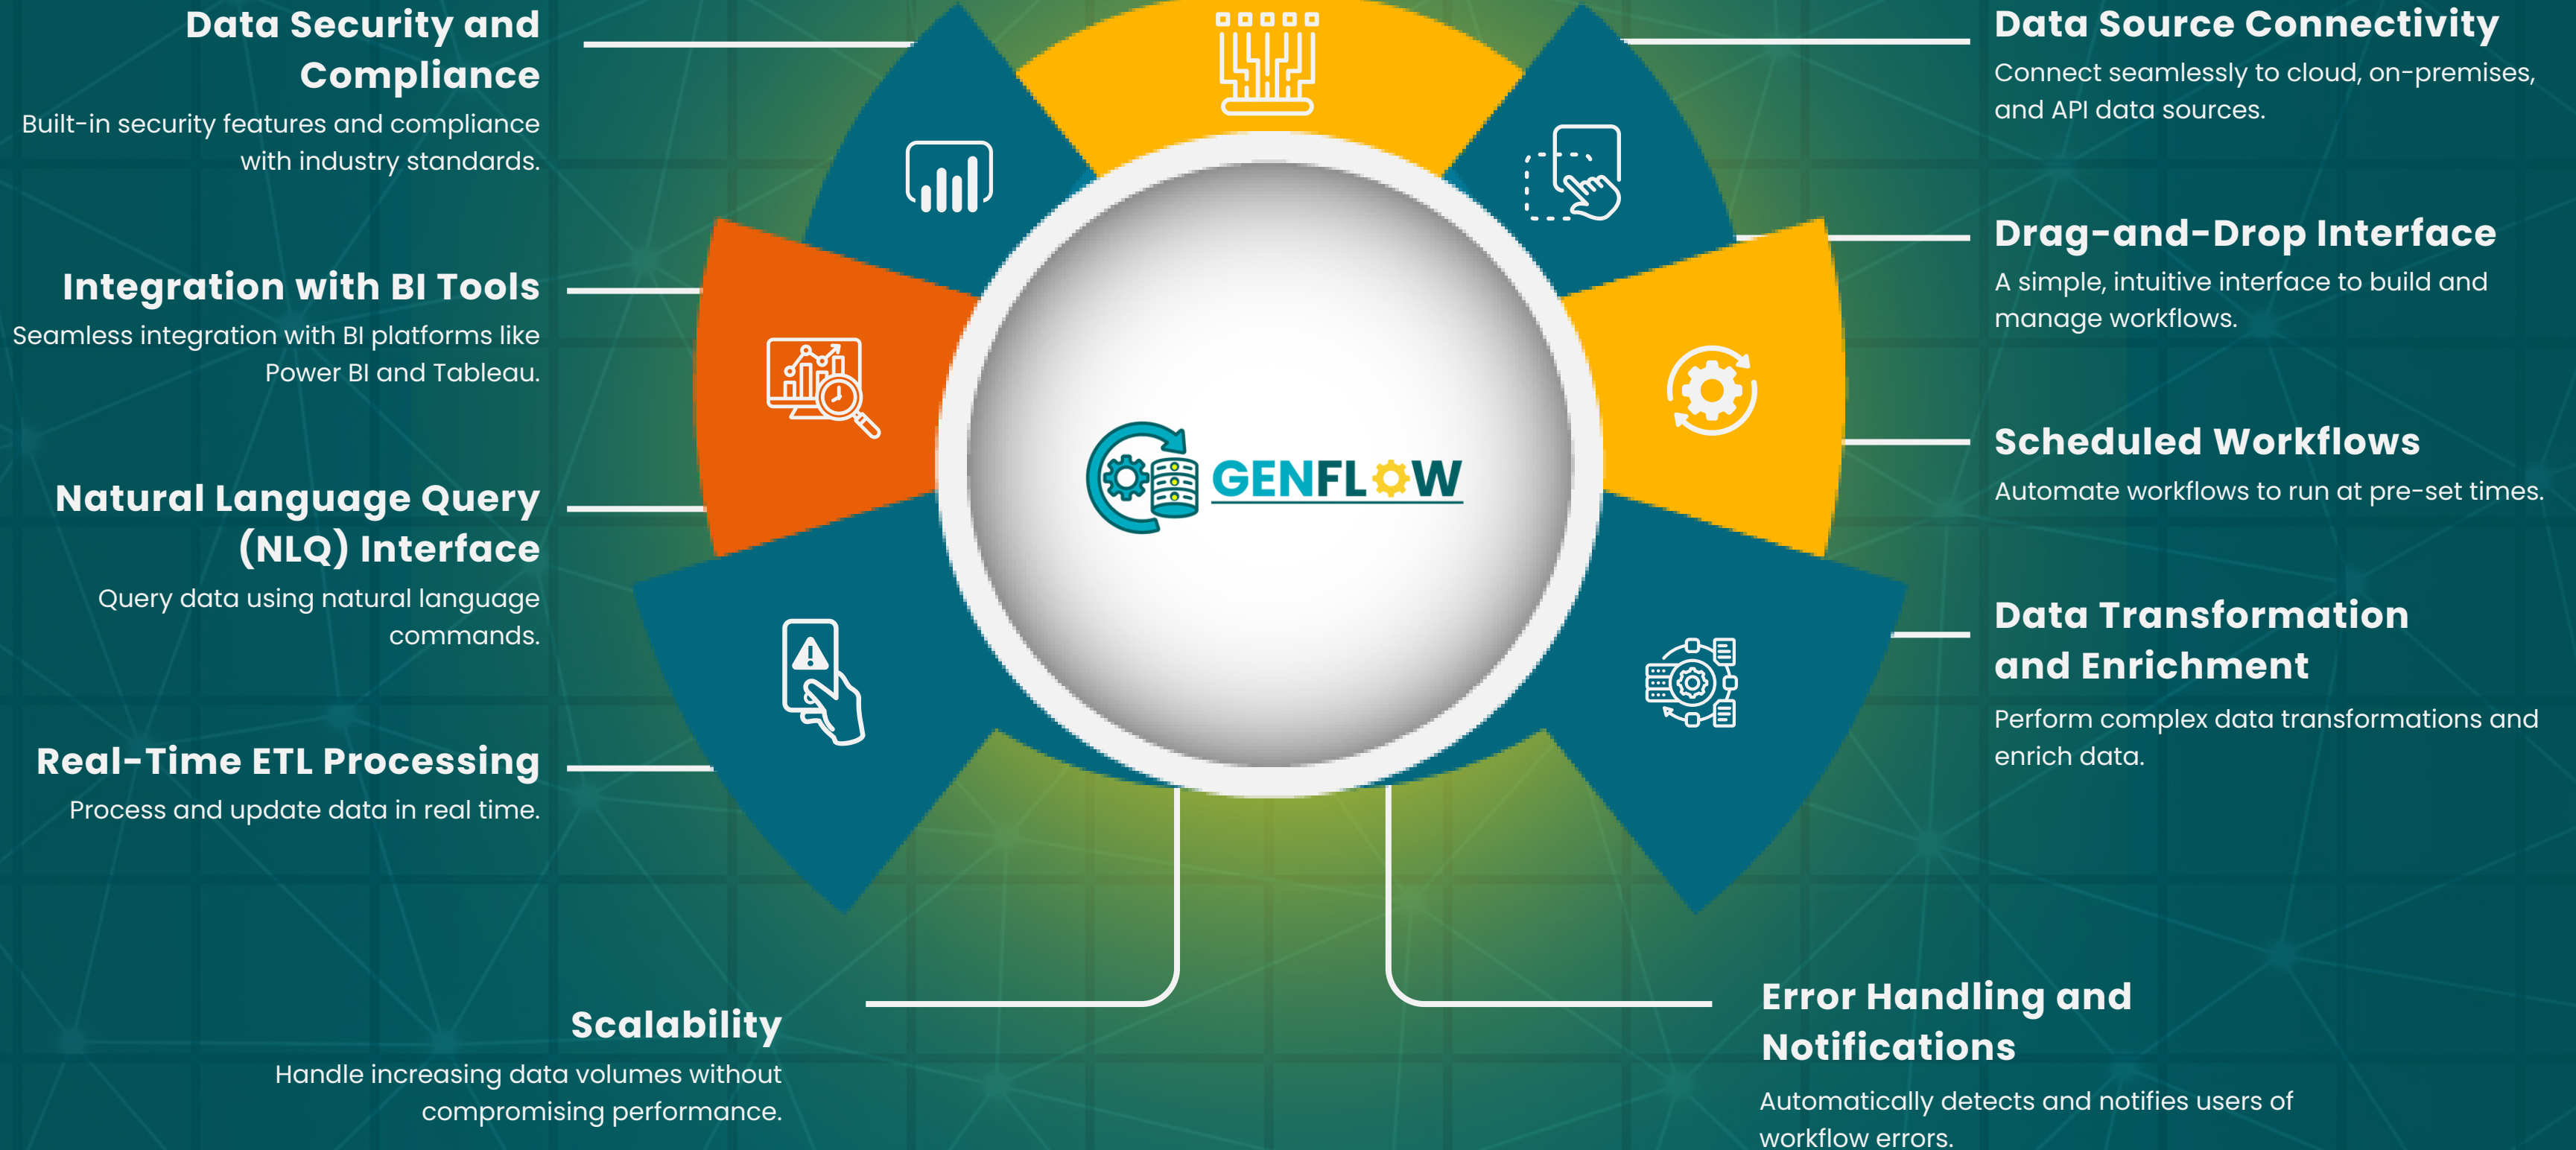 Data Security and
Compliance
Built-in security features and compliance
with industry standards.
Integration with BI Tools
Seamless integration with BI platforms like
Power BI and Tableau.
Natural Language Query
(NLQ) Interface
Query data using natural language
commands.
Real-Time ETL Processing
Process and update data in real time.
Scalability
Handle increasing data volumes without
compromising performance.
GENFLOW
Data Source Connectivity
Connect seamlessly to cloud, on-premises,
and API data sources.
Drag-and-Drop Interface
A simple, intuitive interface to build and
manage workflows.
Scheduled Workflows
Automate workflows to run at pre-set times.
Data Transformation
and Enrichment
Perform complex data transformations and
enrich data.
Error Handling and
Notifications
Automatically detects and notifies users of
workflow errors.